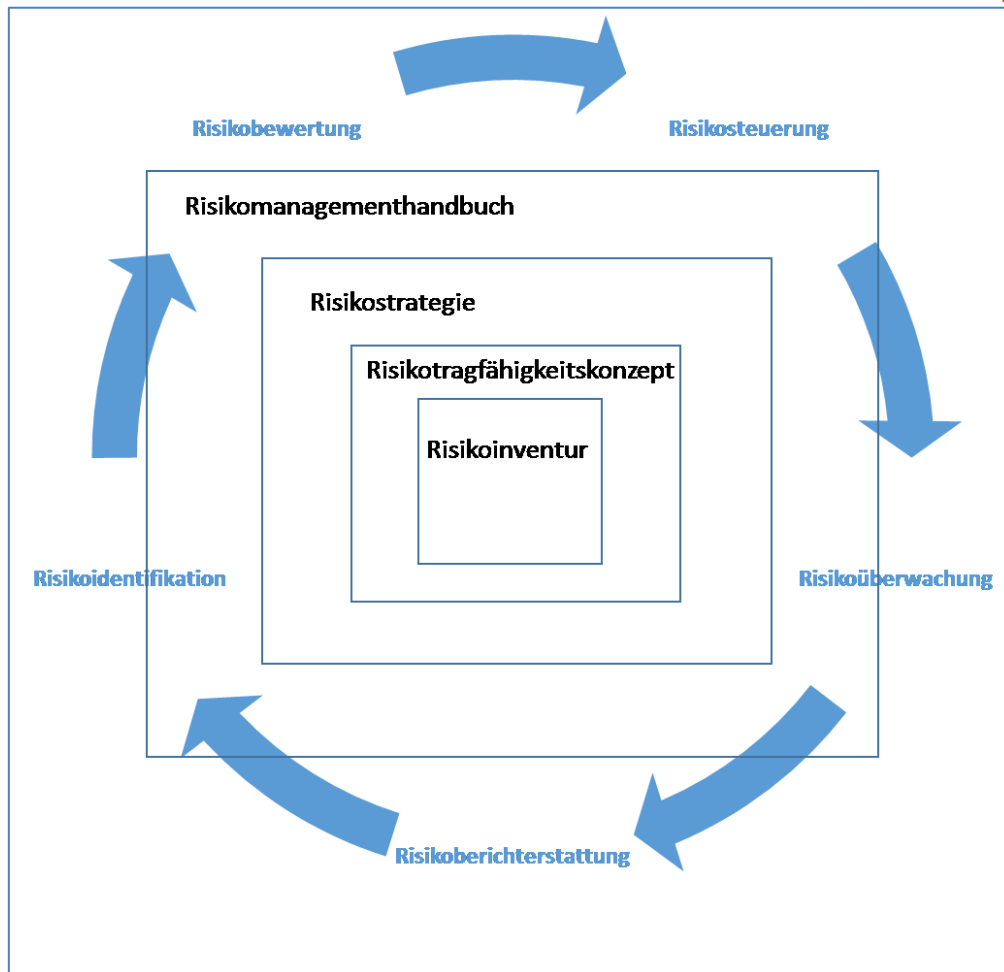 Risikobewertung
Risikosteuerung
Risikomanagementhandbuch
Risikostrategie
Risikotragfähigkeitskonzept
Risikoinventur
Risikoidentifikation
Risikoüberwachung
Risikoberichterstattung